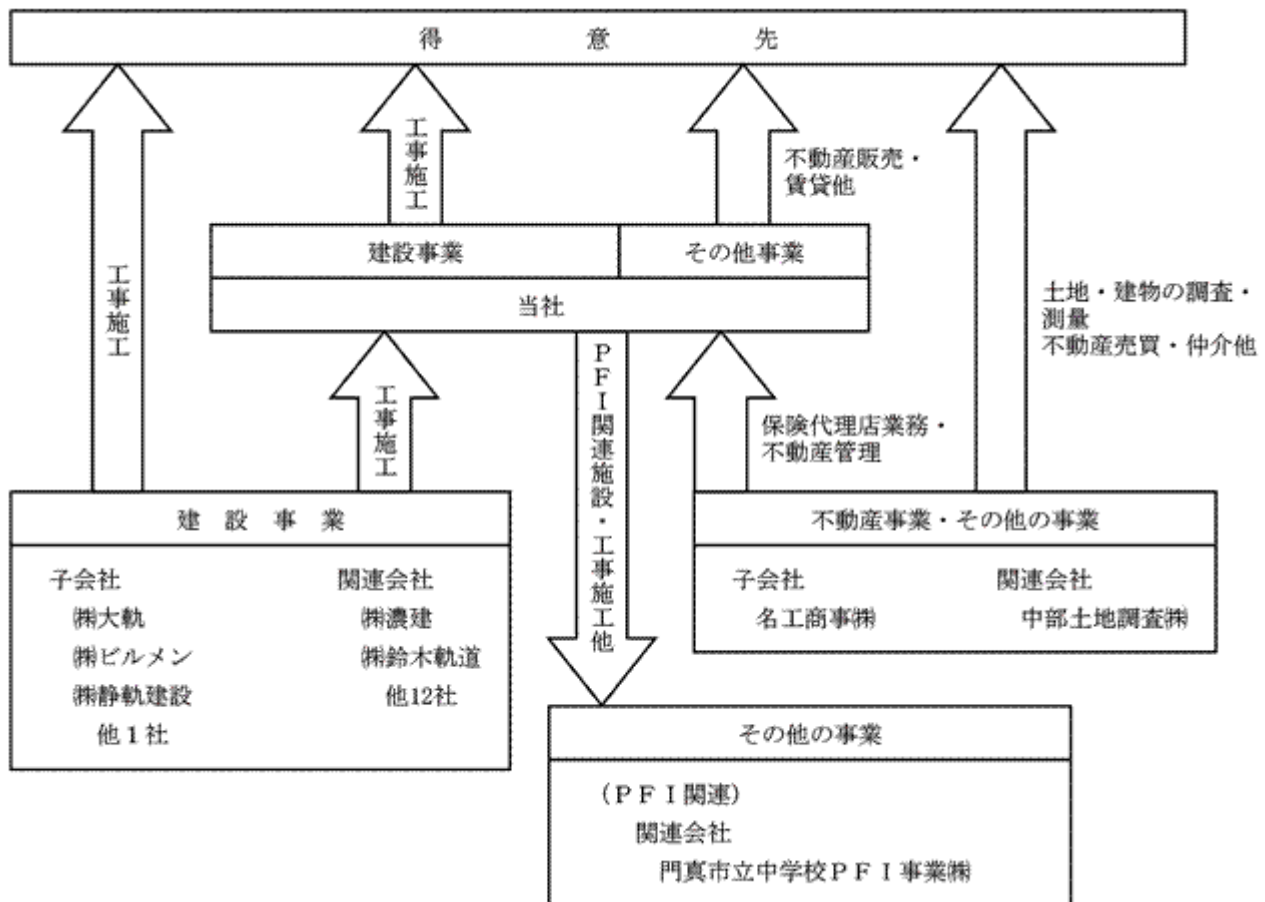 得意先
工事施工
工事施工
不動産販売・
賃貸他
土地・建物の調査・
測量
不動産売買・仲介他
建設事業
その他事業
当社
工事施工
PFI関連施設・工事施工他
保険代理店業務・
不動産管理
建設事業
子会社
関連会社
㈱大軌
㈱濃建
㈱ビルメン
㈱鈴木軌道
㈱静軌建設
他12社
他1社
不動産事業・その他の事業
子会社
関連会社
名工商事㈱
中部土地調査㈱
その他の事業
(PFI関連)
関連会社
門真市立中学校PFI事業㈱